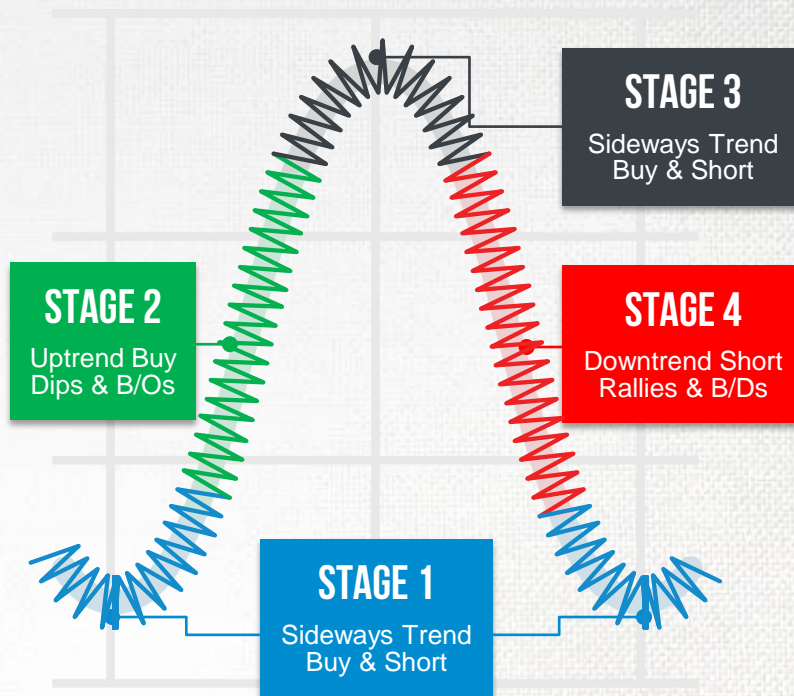 STAGE 3
Sideways Trend
Buy & Short
STAGE 2
Uptrend Buy
Dips & B/Os
STAGE 4
Downtrend Short
Rallies & B/Ds
STAGE 1
Sideways Trend
Buy & Short